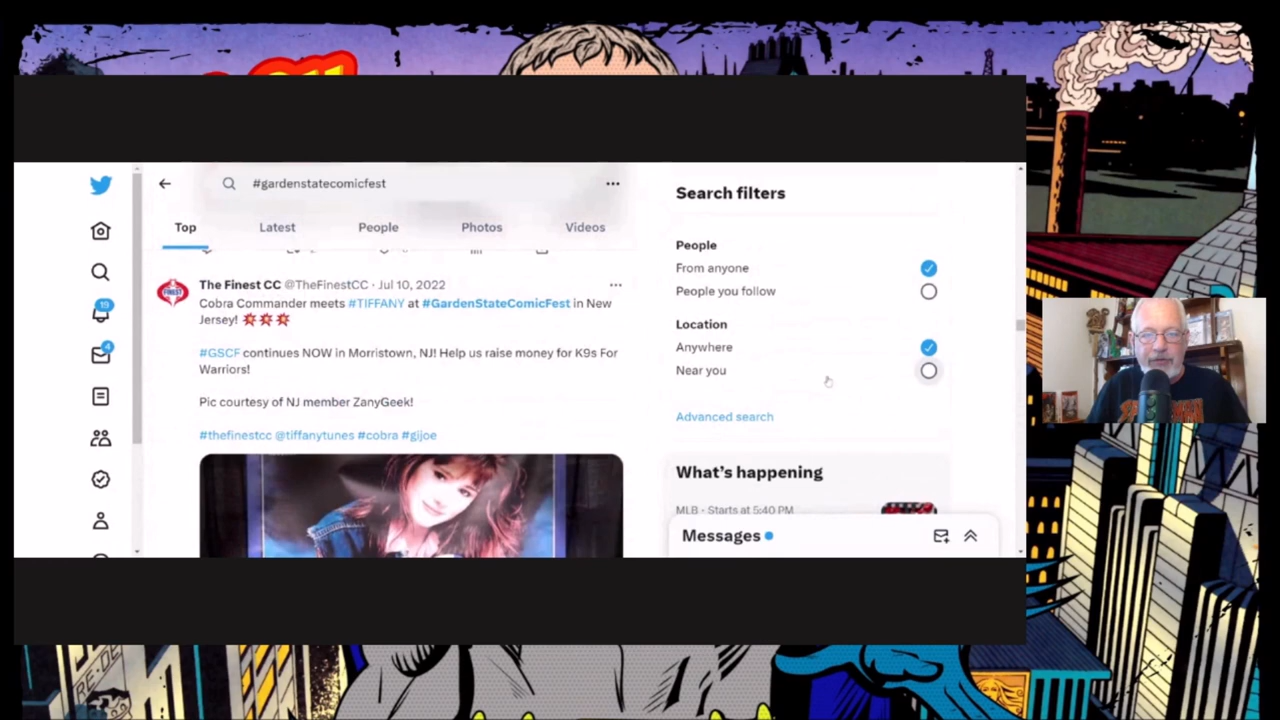 #gardenstatecomicfest
Top
Latest
People
Photos
Videos
The Finest CC @TheFinestCC · Jul 10, 2022
Cobra Commander meets #TIFFANY at #GardenStateComicFest in New
Jersey! 💥💥💥
#GSCF continues NOW in Morristown, NJ! Help us raise money for K9s For
Warriors!
Pic courtesy of NJ member ZanyGeek!
#thefinestcc @tiffanytunes #cobra #gijoe
19
4
FINEST
Search filters
People
From anyone
People you follow
Location
Anywhere
Near you
Advanced search
What's happening
MLB · Starts at 5:40 PM
Messages
RE:DE